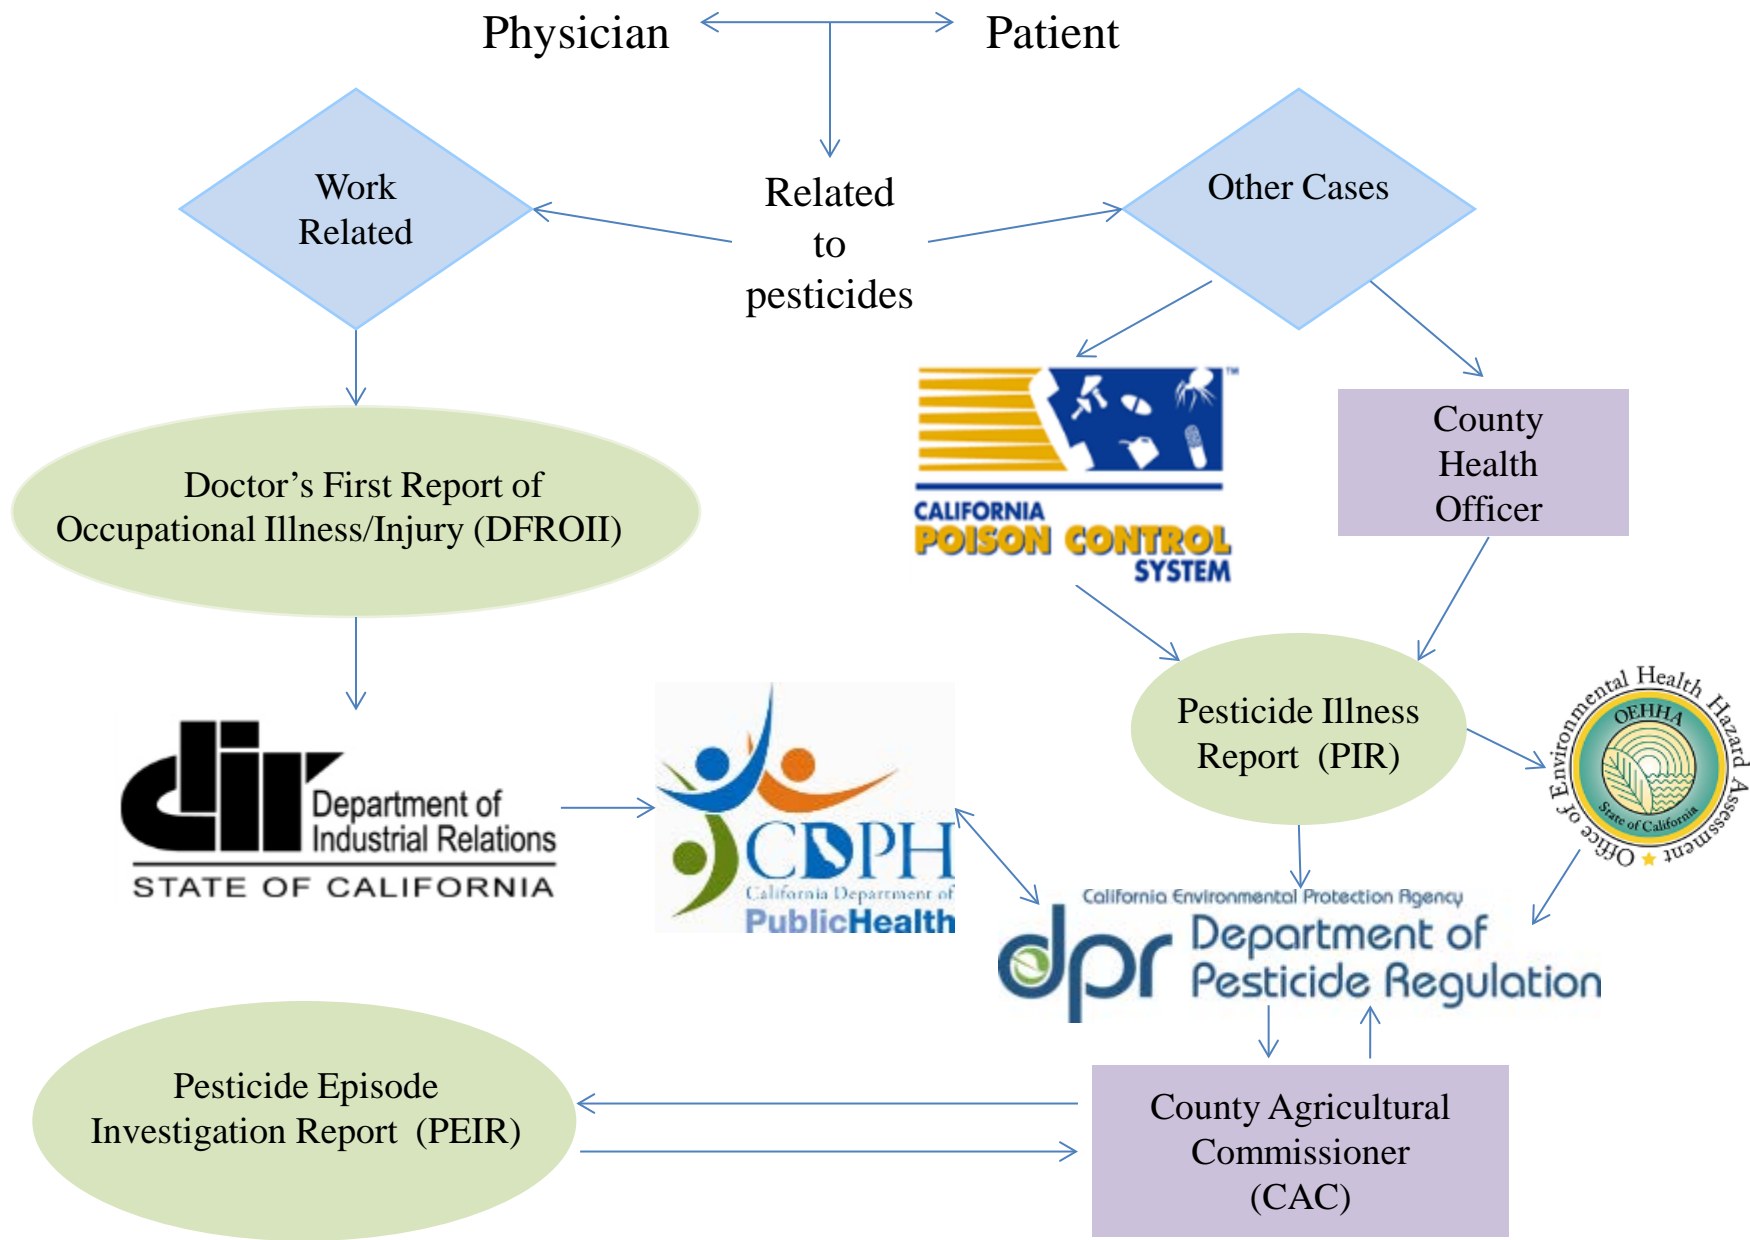 Physician
Patient
Work
Related
Related
to
pesticides
Other Cases
Doctor’s First Report of
Occupational Illness/Injury (DFROII)
TM
CALIFORNIA
POISON CONTROL
SYSTEM
County
Health
Officer
dir
Department of
Industrial Relations
STATE OF CALIFORNIA
CDPH
California Department of
PublicHealth
Pesticide Illness
Report (PIR)
Office of Environmental Health Hazard Assessment
OEHHA
State of California
California Environmental Protection Agency
dpr
Department of
Pesticide Regulation
Pesticide Episode
Investigation Report (PEIR)
County Agricultural
Commissioner
(CAC)